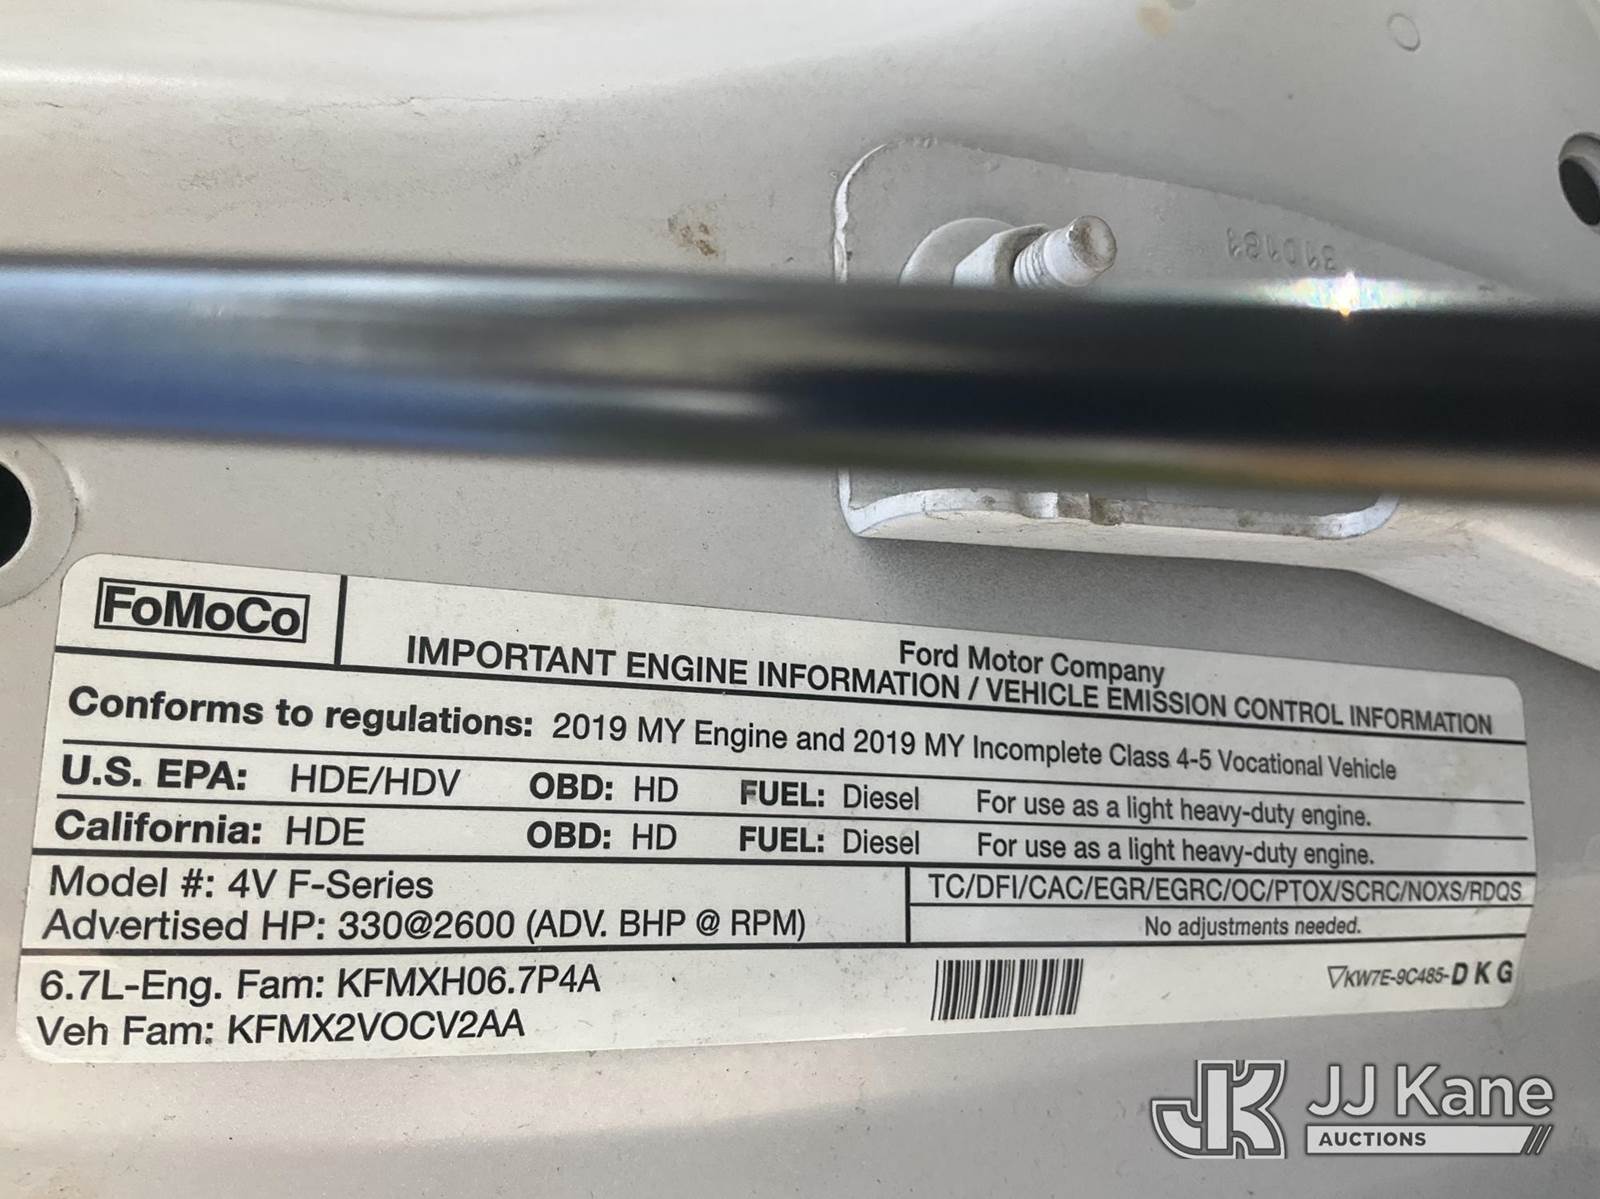 310161
FoMoCo
Ford Motor Company
IMPORTANT ENGINE INFORMATION / VEHICLE EMISSION CONTROL INFORMATION
Conforms to regulations: 2019 MY Engine and 2019 MY Incomplete Class 4-5 Vocational Vehicle
U.S. EPA: HDE/HDV OBD: HD FUEL: Diesel For use as a light heavy-duty engine.
California: HDE OBD: HD FUEL: Diesel For use as a light heavy-duty engine.
Model #: 4V F-Series
Advertised HP: 330@2600 (ADV. BHP @ RPM)
TC/DFI/CAC/EGR/EGRC/OC/PTOX/SCRC/NOXS/RDQS
No adjustments needed.
6.7L-Eng. Fam: KFMXH06.7P4A
Veh Fam: KFMX2VOCV2AA
▽KW7E-9C485-D K G
JK
JJ Kane
AUCTIONS